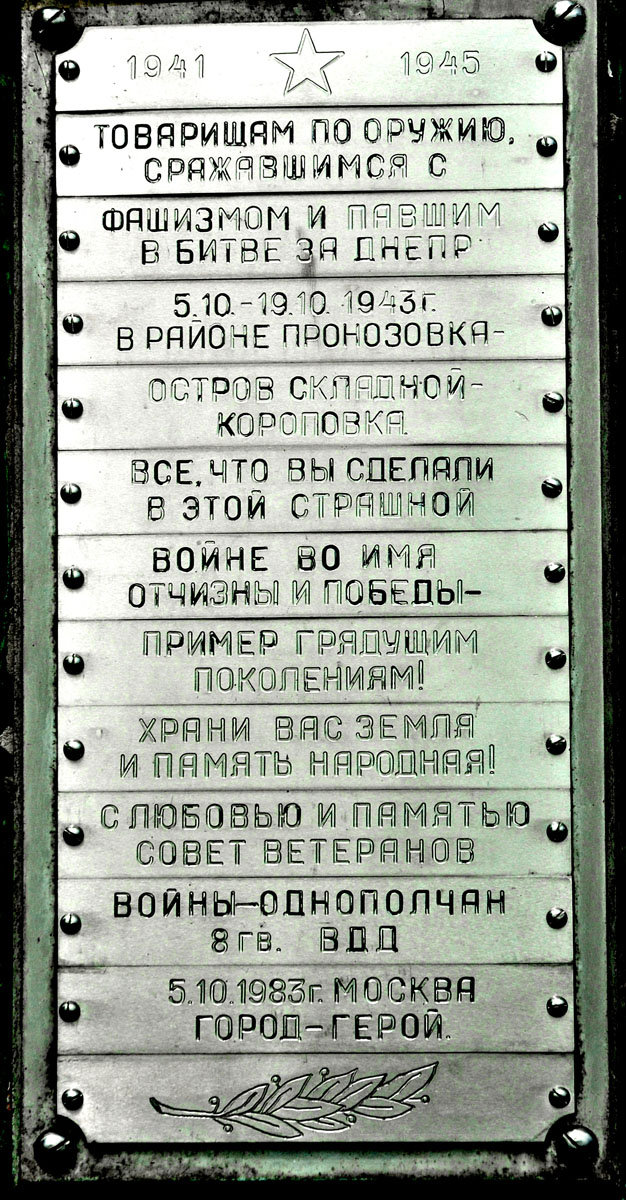 1941 1945
ТОВАРИЩАМ ПО ОРУЖИЮ,
СРАЖАВШИМСЯ С
ФАШИЗМОМ И ПАВШИМ
В БИТВЕ ЗА ДНЕПР
5.10.-19.10. 1943г.
В РАЙОНЕ ПРОНОЗОВКА-
ОСТРОВ СКЛАДНОЙ-
КОРОПОВКА.
ВСЕ, ЧТО ВЫ СДЕЛАЛИ
В ЭТОЙ СТРАШНОЙ
ВОЙНЕ ВО ИМЯ
ОТЧИЗНЫ И ПОБЕДЫ-
ПРИМЕР ГРЯДУЩИМ
ПОКОЛЕНИЯМ!
ХРАНИ ВАС ЗЕМЛЯ
И ПАМЯТЬ НАРОДНАЯ!
С ЛЮБОВЬЮ И ПАМЯТЬЮ
СОВЕТ ВЕТЕРАНОВ
ВОЙНЫ-ОДНОПОЛЧАН
8 гв. ВДД
5.10.1983г. МОСКВА
ГОРОД-ГЕРОЙ.